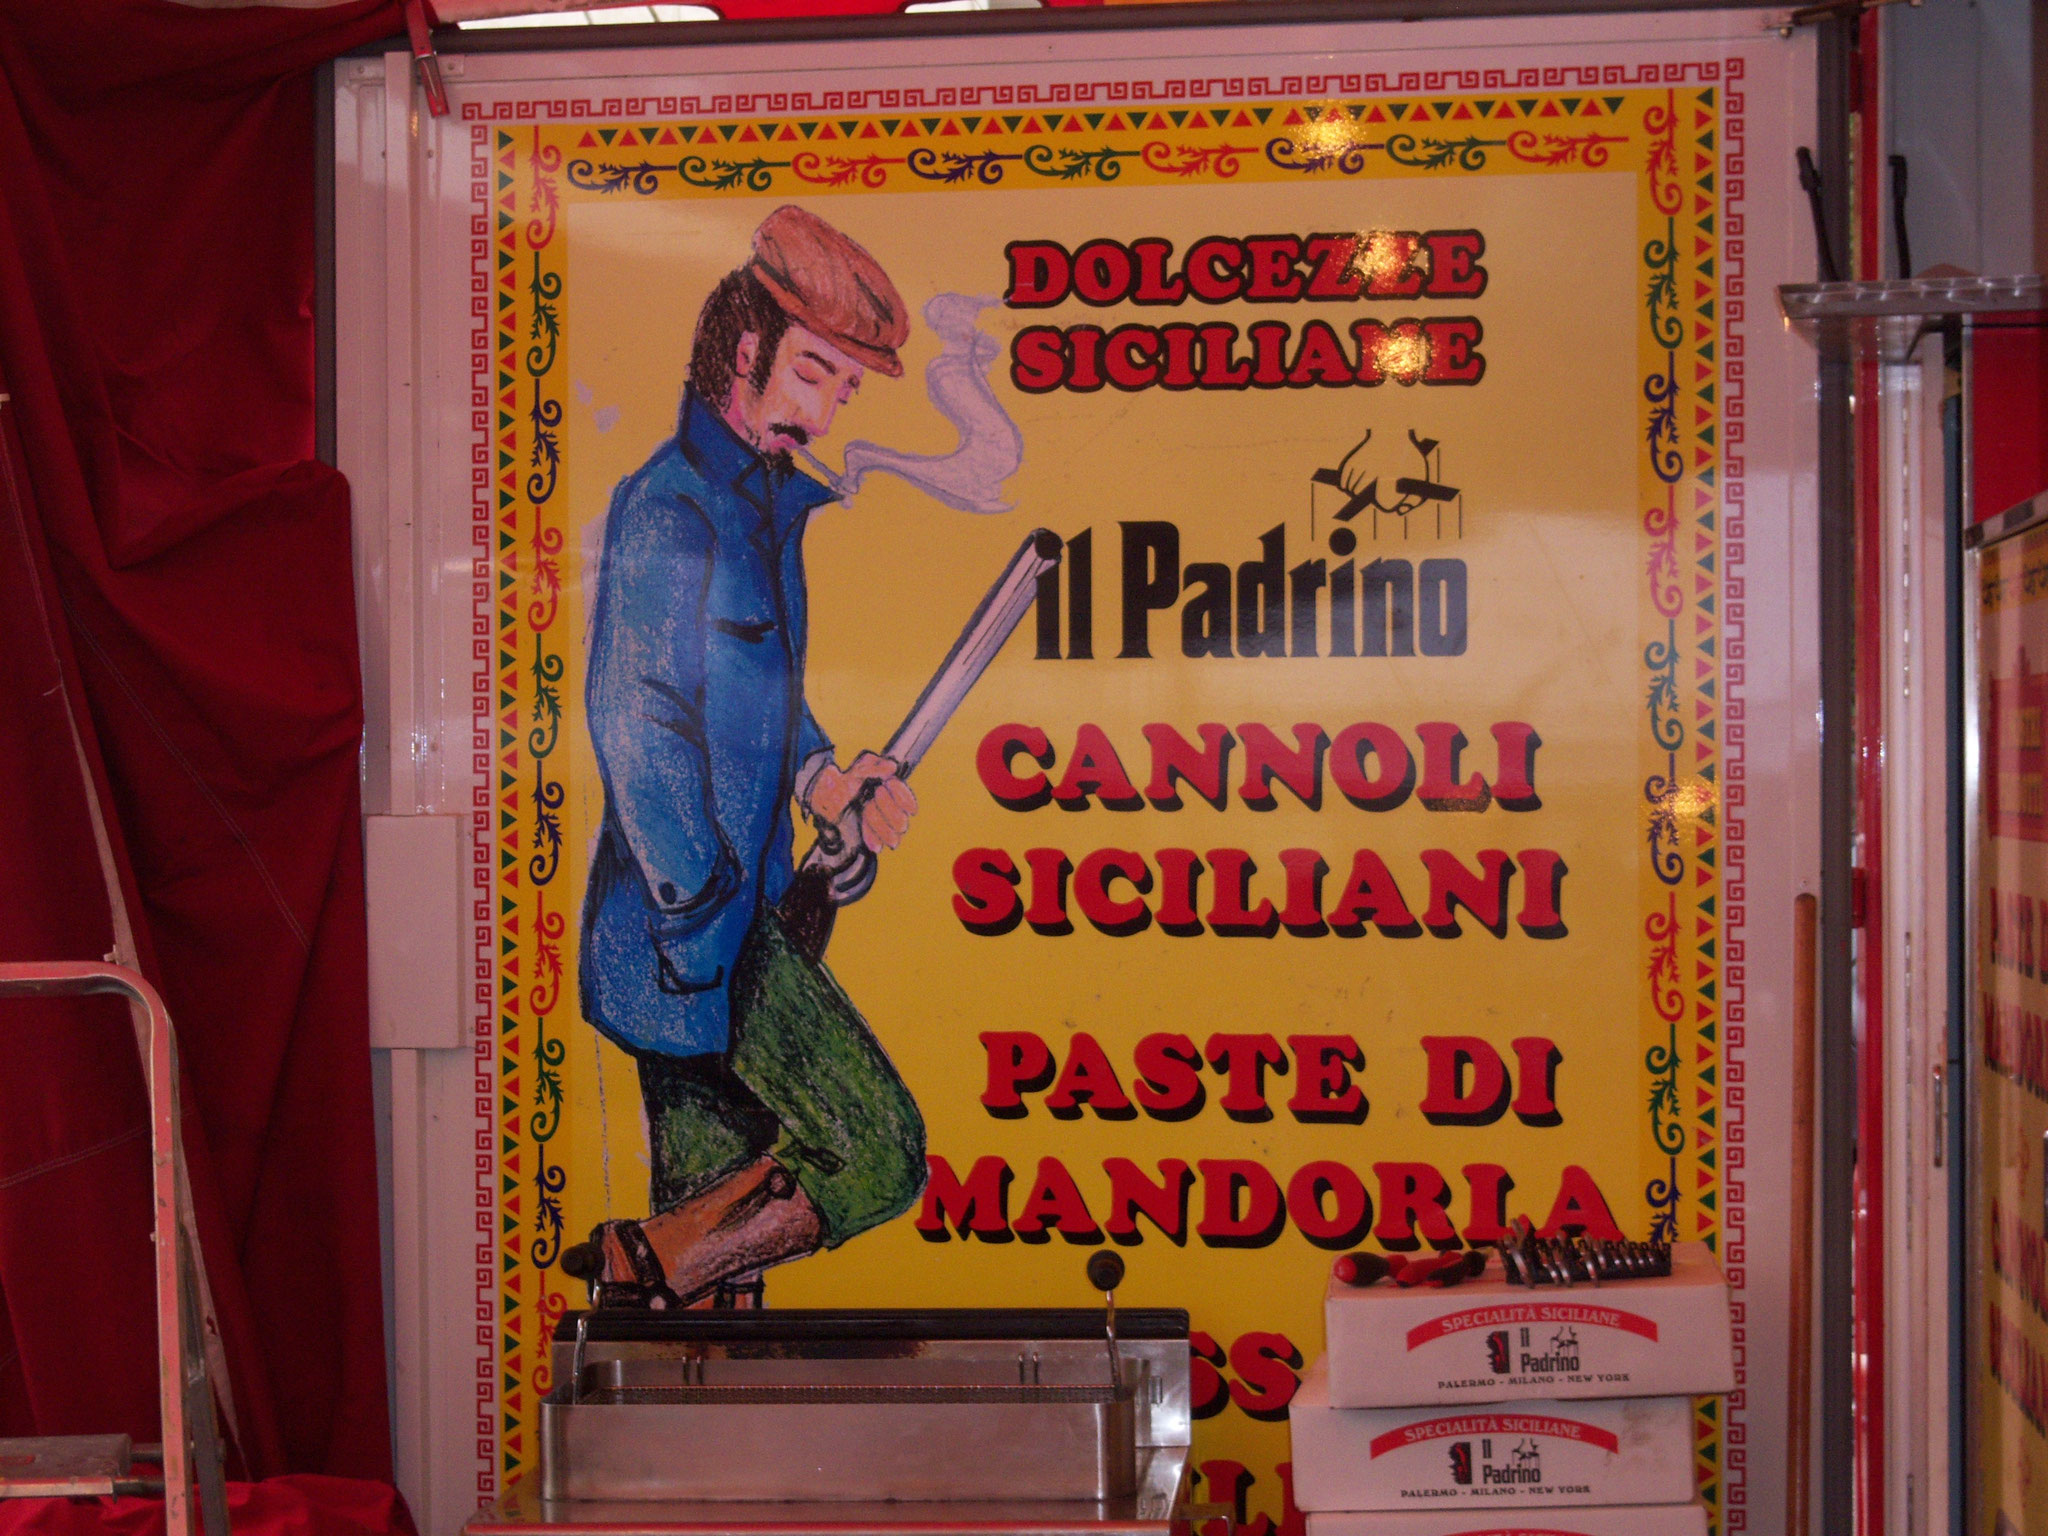 DOLCEZZE
SICILIANE
Il Padrino
CANNOLI
SICILIANI
PASTE DI
MANDORLA
SPECIALITÀ SICILIANE
Il
Padrino
PALERMO - MILANO - NEW YORK
SPECIALITÀ SICILIANE
Il
Padrino
PALERMO - MILANO - NEW YORK